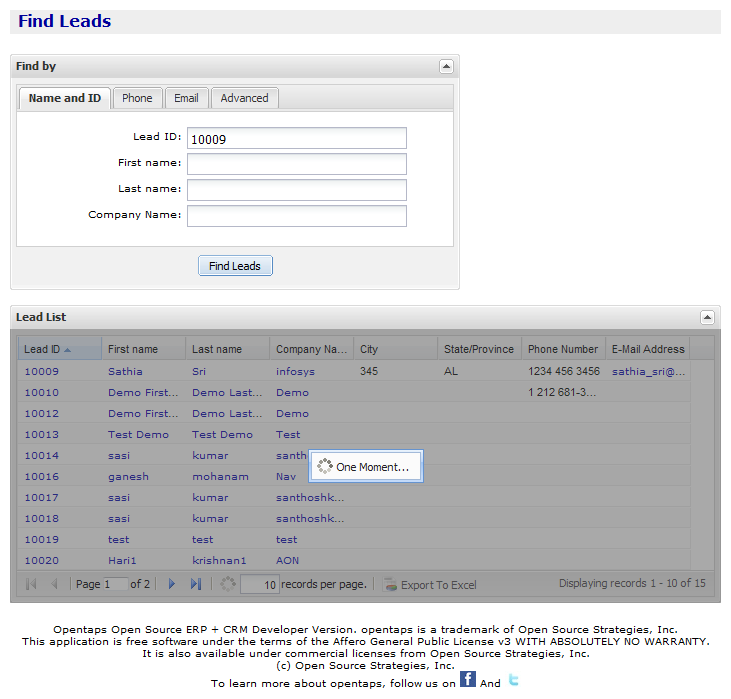 Find Leads
Find by
Name and ID Phone Email Advanced
Lead ID: 10009
First name:
Last name:
Company Name:
Find Leads
Lead List
Lead ID First name Last name Company Na... City State/Province Phone Number E-Mail Address
10009 Sathia Sri infosys 345 AL 1234 456 3456 sathia_sri@...
10010 Demo First... Demo Last... Demo 1 212 681-3...
10012 Demo First... Demo Last... Demo
10013 Test Demo Test Demo Test
10014 sasi kumar santh
One Moment...
10016 ganesh mohanam Nav
10017 sasi kumar santhoshk...
10018 sasi kumar santhoshk...
10019 test test test
10020 Hari1 krishnan1 AON
Page 1 of 2 10 records per page. Export To Excel Displaying records 1 - 10 of 15
Opentaps Open Source ERP + CRM Developer Version. opentaps is a trademark of Open Source Strategies, Inc.
This application is free software under the terms of the Affero General Public License v3 WITH ABSOLUTELY NO WARRANTY.
It is also available under commercial licenses from Open Source Strategies, Inc.
(c) Open Source Strategies, Inc.
To learn more about opentaps, follow us on f And t